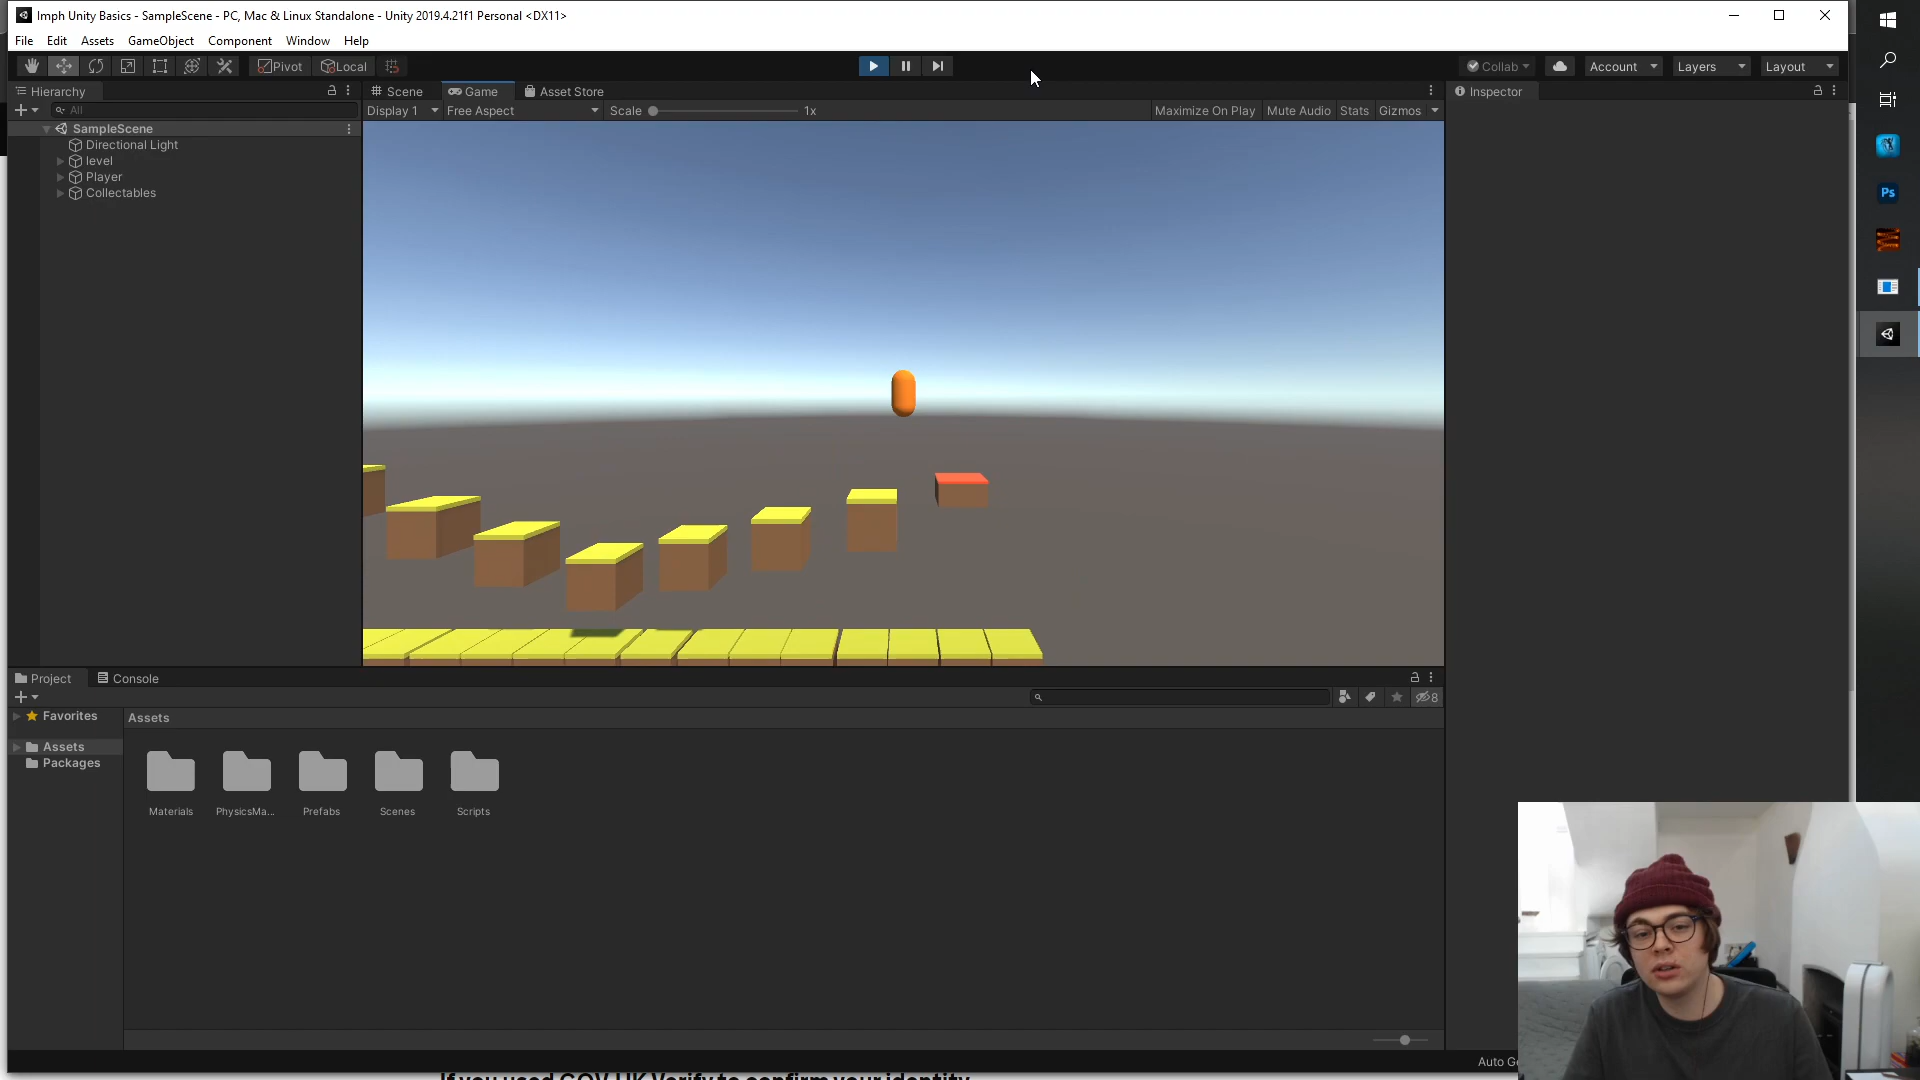 Imph Unity Basics - SampleScene - PC, Mac & Linux Standalone - Unity 2019.4.21f1 Personal <DX11>
File Edit Assets GameObject Component Window Help
Pivot Local Collab Account Layers Layout
Hierarchy Scene Game Asset Store Inspector
All Display 1 Free Aspect Scale 1x Maximize On Play Mute Audio Stats Gizmos
SampleScene
Directional Light
level
Player
Collectables
Ps
Project Console
8
Favorites Assets
Assets
Packages
Materials PhysicsMa... Prefabs Scenes Scripts
Auto
If you used GOV.UK Verify to confirm your identity